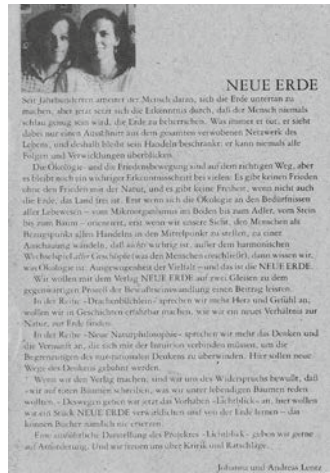 NEUE ERDE
Seit Jahrhunderten arbeitet der Mensch daran, sich die Erde untertan zu
machen, aber jetzt setzt sich die Erkenntnis durch, daß der Mensch niemals
schlau genug sein wird, die Erde zu beherrschen. Was immer er tut, er sieht
dabei nur einen Ausschnitt aus dem gesamten verwobenen Netzwerk des
Lebens, und deshalb bleibt sein Handeln beschränkt: er kann niemals alle
Folgen und Verwicklungen überblicken.
Die Ökologie- und die Friedensbewegung sind auf dem richtigen Weg, aber
es bleibt noch ein wichtiger Erkenntnisschritt bei vielen: Es gibt keinen Frieden
ohne den Frieden mit der Natur, und es gibt keine Freiheit, wenn nicht auch
die Erde, das Land frei ist. Erst wenn sich die Ökologie an den Bedürfnissen
aller Lebewesen – vom Mikroorganismus im Boden bis zum Adler, vom Stein
bis zum Baum – orientiert, erst wenn wir unsere Sicht, den Menschen als
Bezugspunkt allen Handelns in den Mittelpunkt zu stellen, zu einer
Anschauung wandeln, daß nichts wichtig ist, außer dem harmonischen
Wechselspiel aller Geschöpfe (was den Menschen einschließt), dann wissen wir,
was Ökologie ist: Ausgewogenheit der Vielfalt – und das ist die NEUE ERDE.
Wir wollen mit dem Verlag NEUE ERDE auf zwei Gleisen zu dem
gegenwärtigen Prozeß der Bewußtseinswandlung einen Beitrag leisten.
In der Reihe »Drachenbüchlein« sprechen wir mehr Herz und Gefühl an,
wollen wir in Geschichten erfahrbar machen, wie wir ein neues Verhältnis zur
Natur, zur Erde finden.
In der Reihe »Neue Naturphilosophie« sprechen wir mehr das Denken und
die Vernunft an, die sich mit der Intuition verbinden müssen, um die
Begrenzungen des nur-rationalen Denkens zu überwinden. Hier sollen neue
Wege des Denkens gebahnt werden.
Wenn wir den Verlag machen, sind wir uns des Widerspruchs bewußt, daß
»wir auf toten Bäumen schreiben, was wir unter lebendigen Bäumen reden
wollten«. Deswegen gehen wir jetzt das Vorhaben »Lichtblick« an, hier wollen
wir ein Stück NEUE ERDE verwirklichen und von der Erde lernen – das
können Bücher nämlich nie ersetzen.
Eine ausführliche Darstellung des Projektes »Lichtblick« geben wir gerne
auf Anforderung. Und wir freuen uns über Kritik und Ratschläge.
Johanna und Andreas Lentz